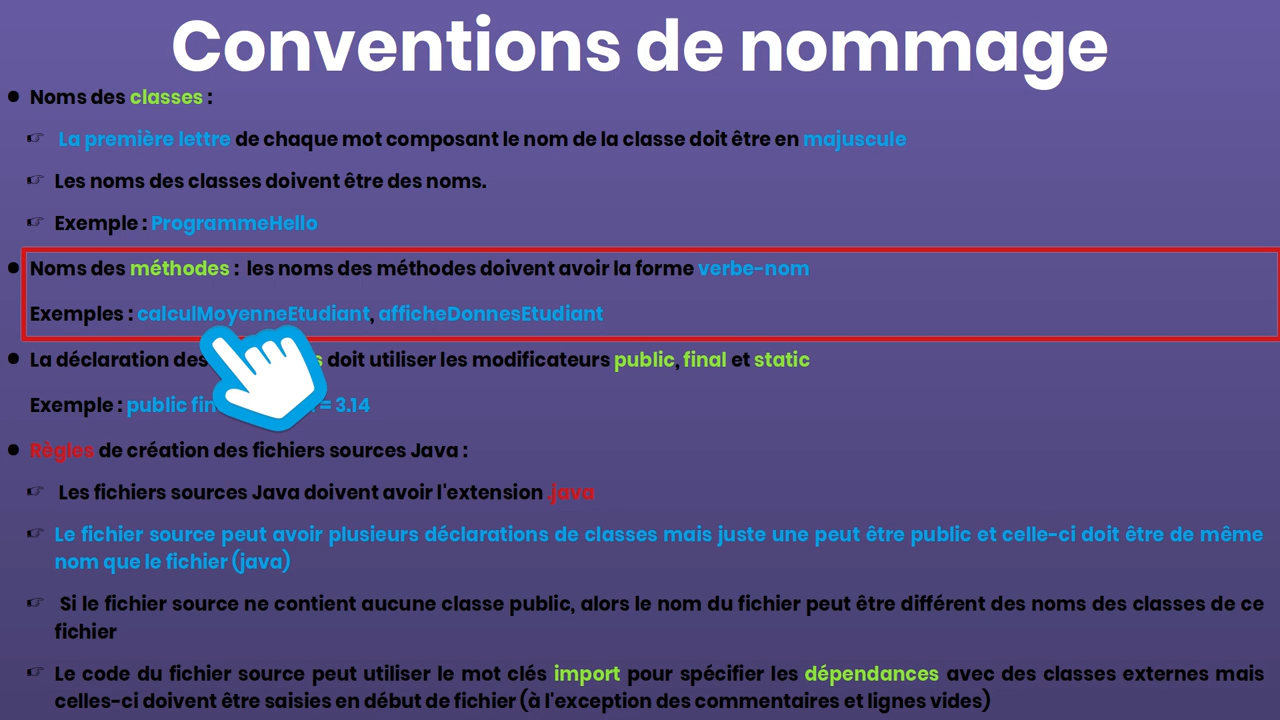 Conventions de nommage
● Noms des classes :
☞ La première lettre de chaque mot composant le nom de la classe doit être en majuscule
☞ Les noms des classes doivent être des noms.
☞ Exemple : ProgrammeHello
● Noms des méthodes : les noms des méthodes doivent avoir la forme verbe-nom
Exemples : calculMoyenneEtudiant, afficheDonnesEtudiant
● La déclaration des doit utiliser les modificateurs public, final et static
Exemple : public = 3.14
● Règles de création des fichiers sources Java :
☞ Les fichiers sources Java doivent avoir l'extension .java
☞ Le fichier source peut avoir plusieurs déclarations de classes mais juste une peut être public et celle-ci doit être de même
nom que le fichier (java)
☞ Si le fichier source ne contient aucune classe public, alors le nom du fichier peut être différent des noms des classes de ce
fichier
☞ Le code du fichier source peut utiliser le mot clés import pour spécifier les dépendances avec des classes externes mais
celles-ci doivent être saisies en début de fichier (à l'exception des commentaires et lignes vides)